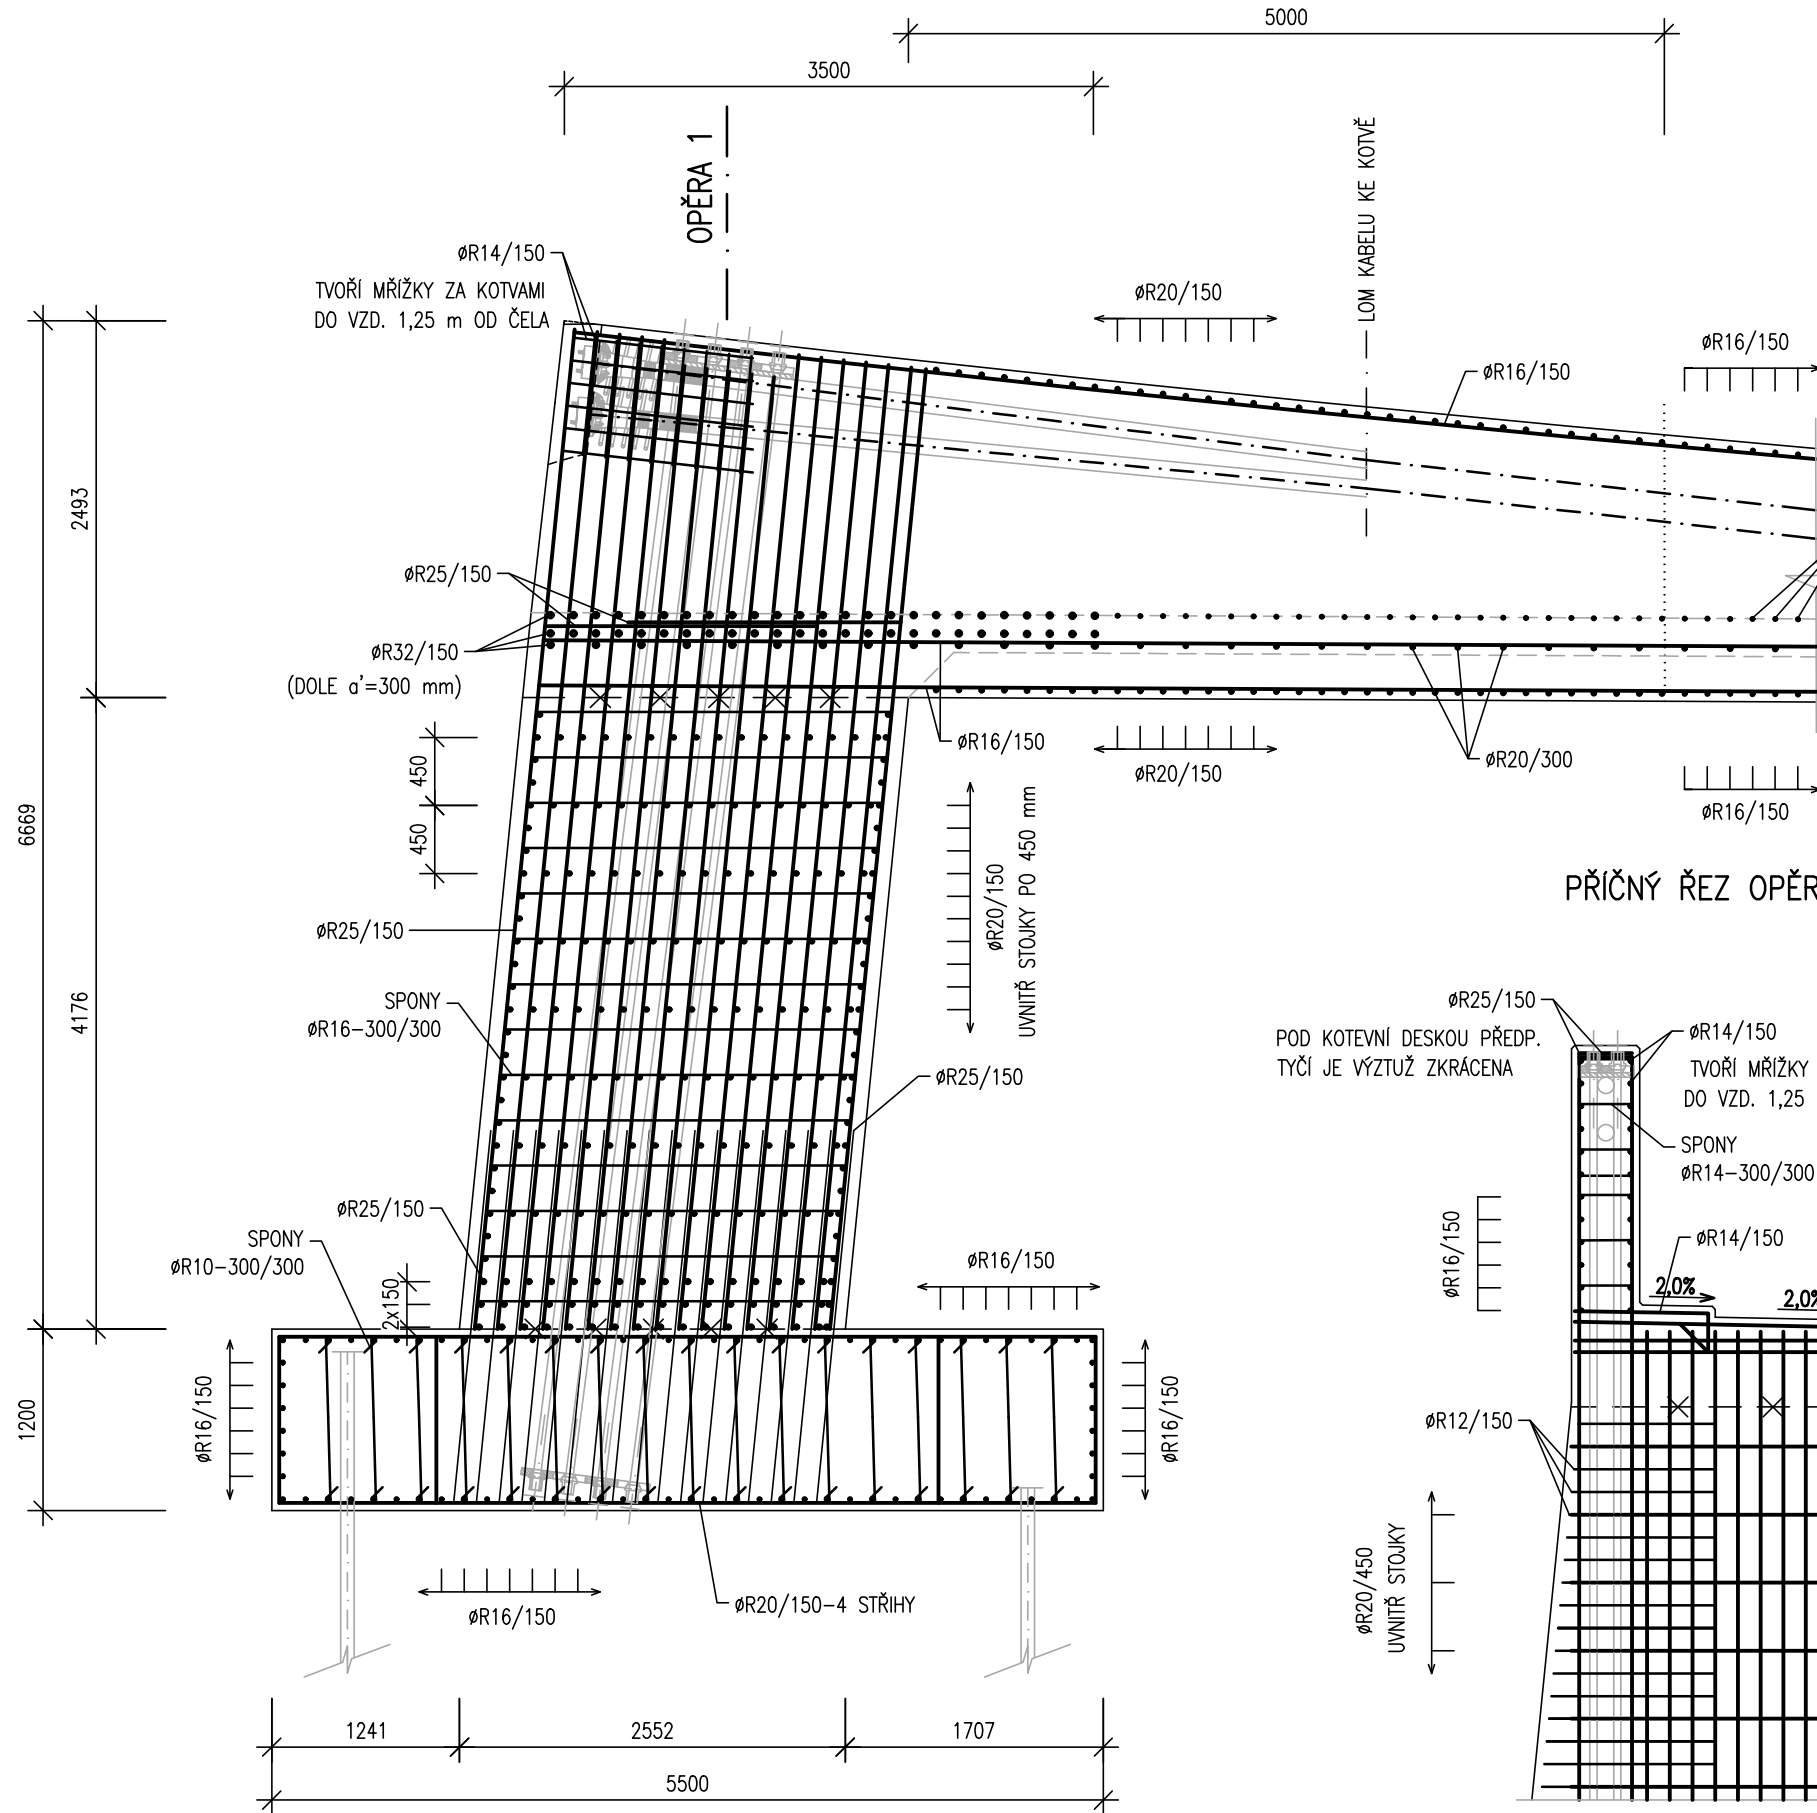 5000
3500
OPĚRA 1
LOM KABELU KE KOTVĚ
øR14/150
TVOŘÍ MŘÍŽKY ZA KOTVAMI
DO VZD. 1,25 m OD ČELA
øR20/150
øR16/150
øR16/150
2493
6669
4176
1200
øR25/150
øR32/150
(DOLE a'=300 mm)
øR16/150
øR20/150
øR20/300
øR16/150
450
450
øR20/150
UVNITŘ STOJKY PO 450 mm
PŘÍČNÝ ŘEZ OPĚR
øR25/150
SPONY
øR16-300/300
øR25/150
øR25/150
POD KOTEVNÍ DESKOU PŘEDP.
TYČÍ JE VÝZTUŽ ZKRÁCENA
øR14/150
TVOŘÍ MŘÍŽKY
DO VZD. 1,25
SPONY
øR14-300/300
øR25/150
SPONY
øR10-300/300
2x150
øR16/150
øR16/150
øR14/150
2,0%
2,0%
øR16/150
øR16/150
øR12/150
øR20/450
UVNITŘ STOJKY
øR16/150
øR20/150-4 STŘIHY
1241
2552
1707
5500